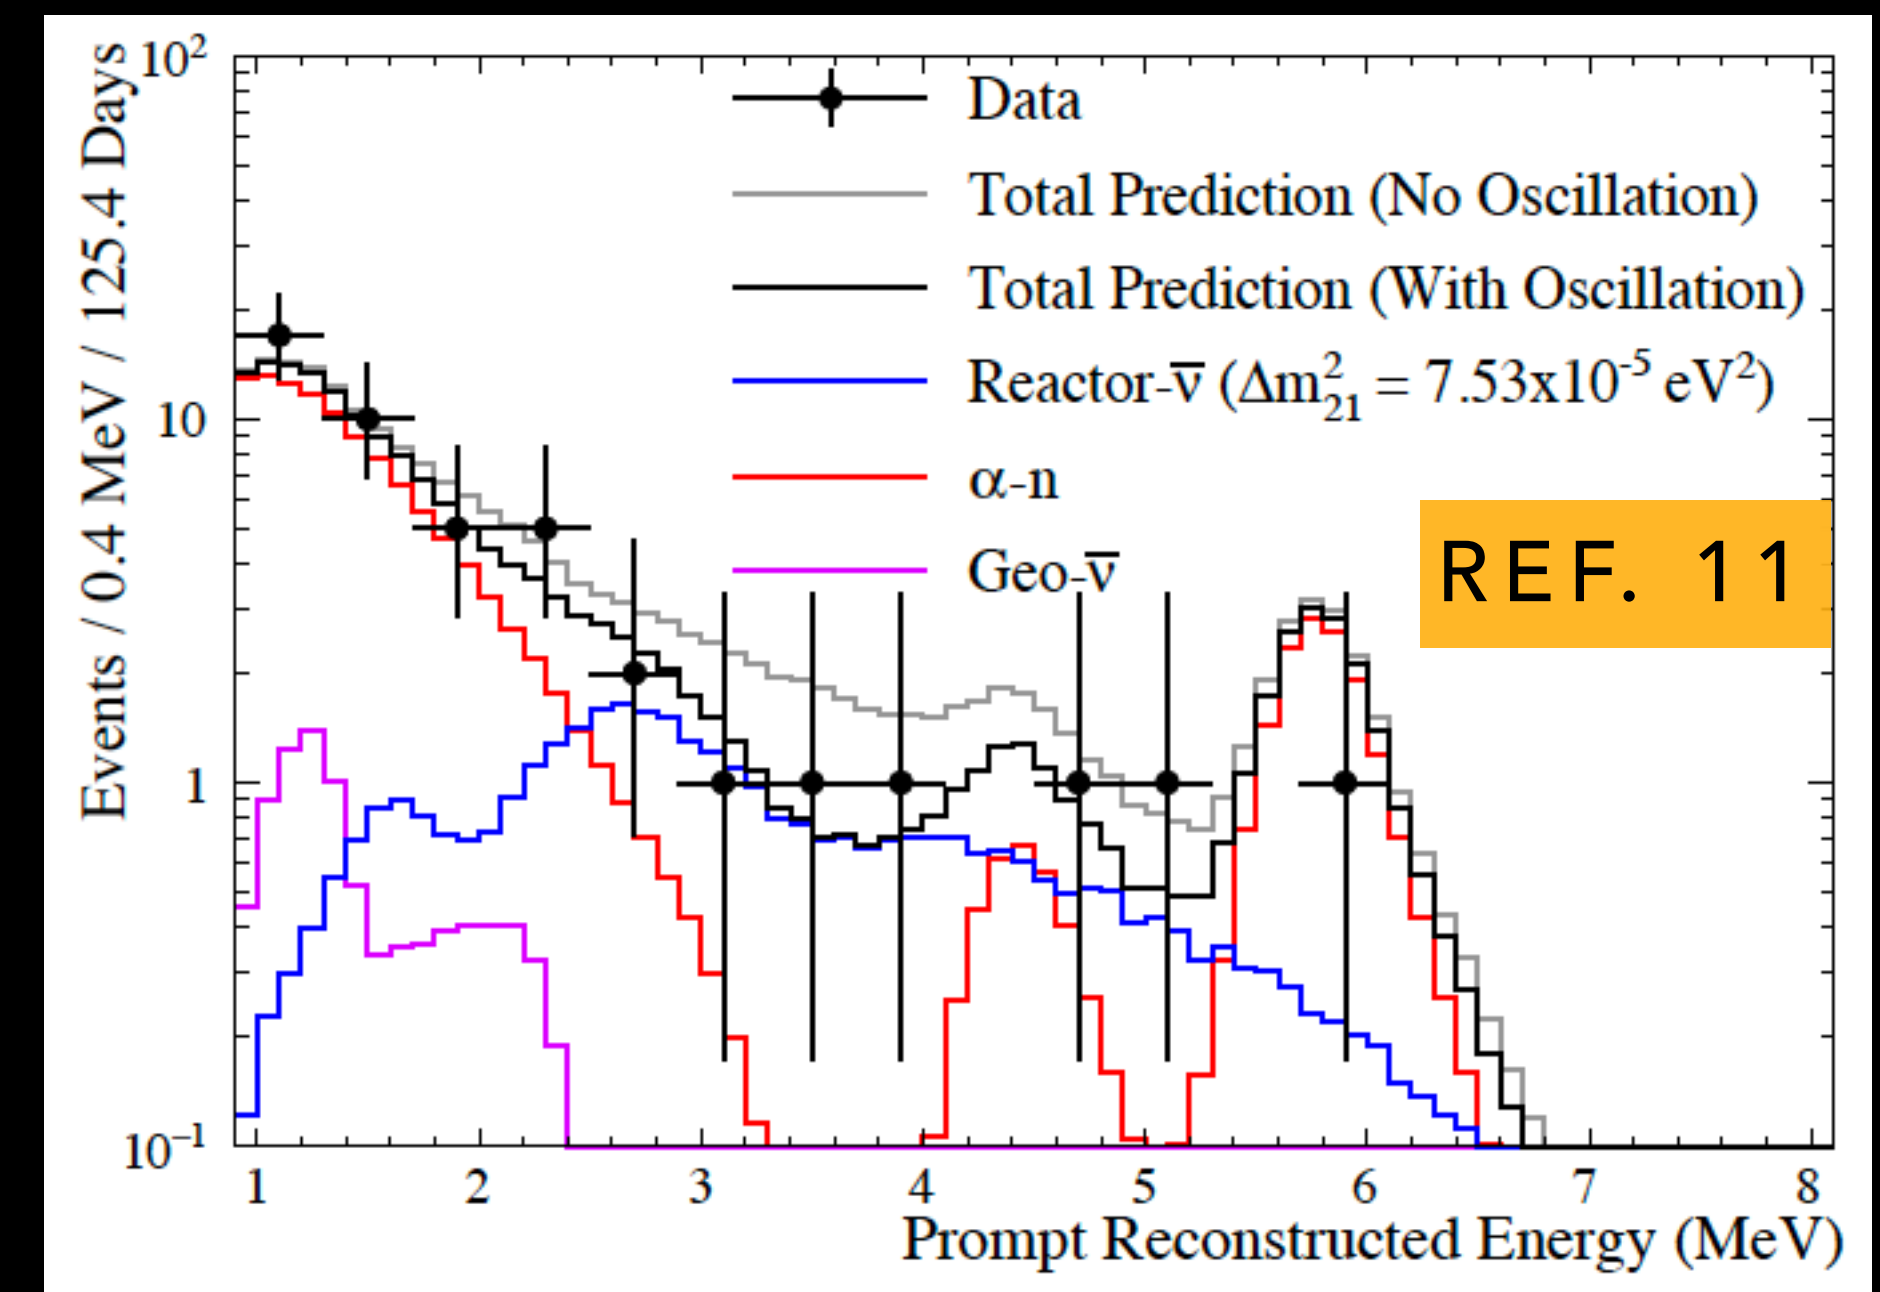 Events / 0.4 MeV / 125.4 Days
10²
10
1
10⁻¹
Data
Total Prediction (No Oscillation)
Total Prediction (With Oscillation)
Reactor-ν̅ (Δm²₂₁ = 7.53x10⁻⁵ eV²)
α-n
Geo-ν̅
REF. 11
1 2 3 4 5 6 7 8
Prompt Reconstructed Energy (MeV)